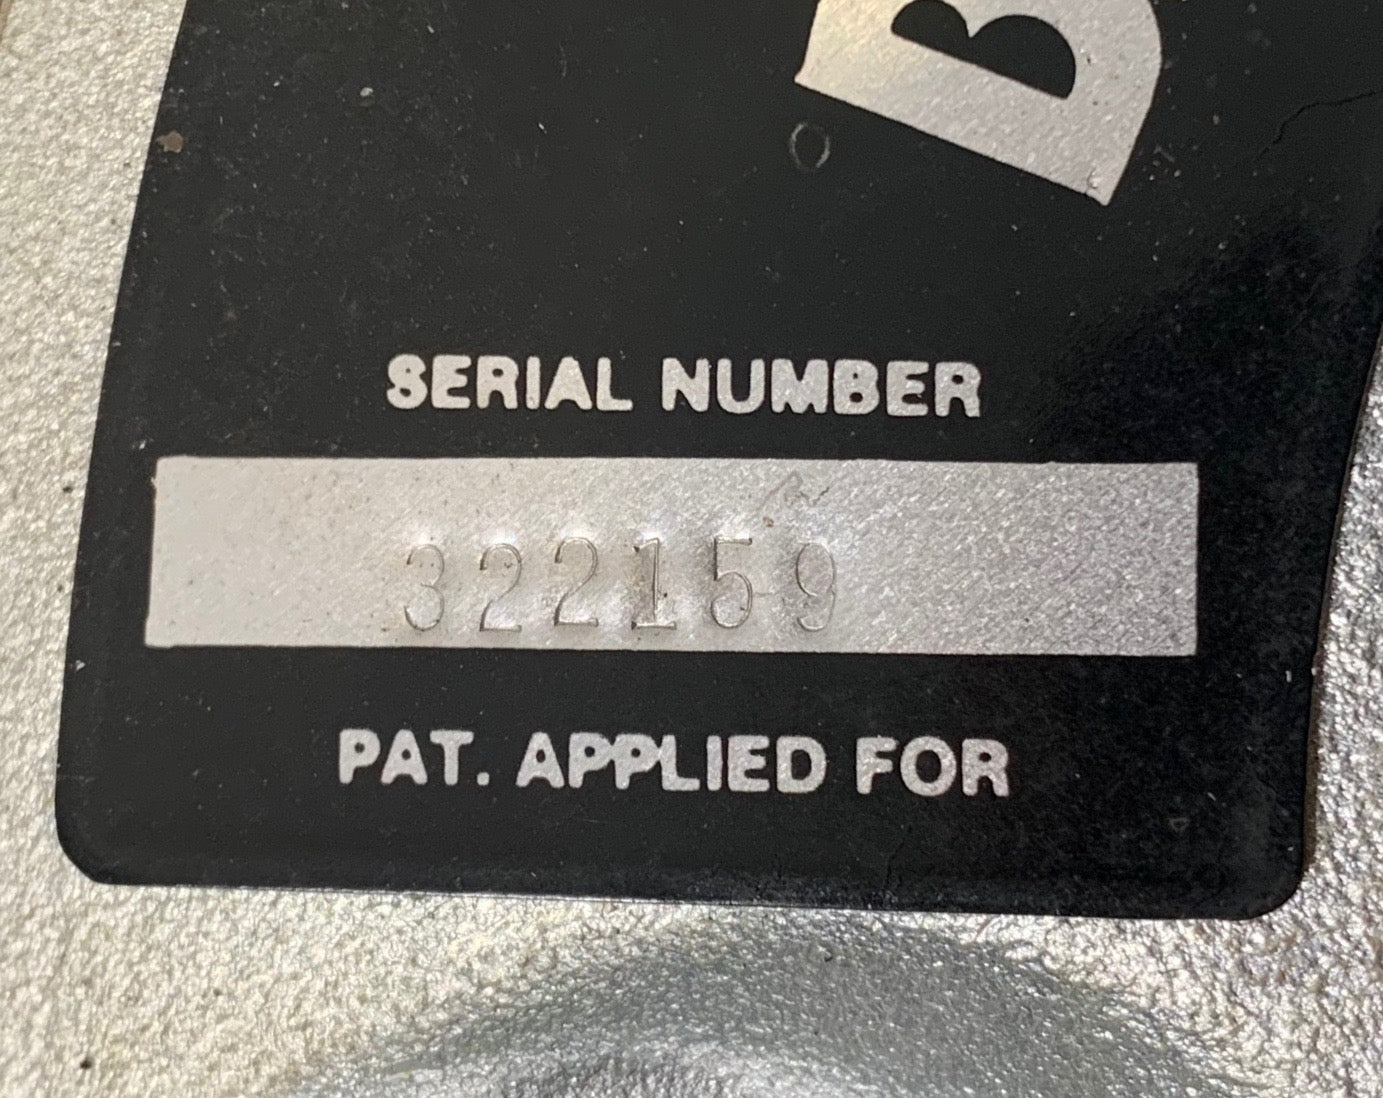 B
SERIAL NUMBER
322159
PAT. APPLIED FOR